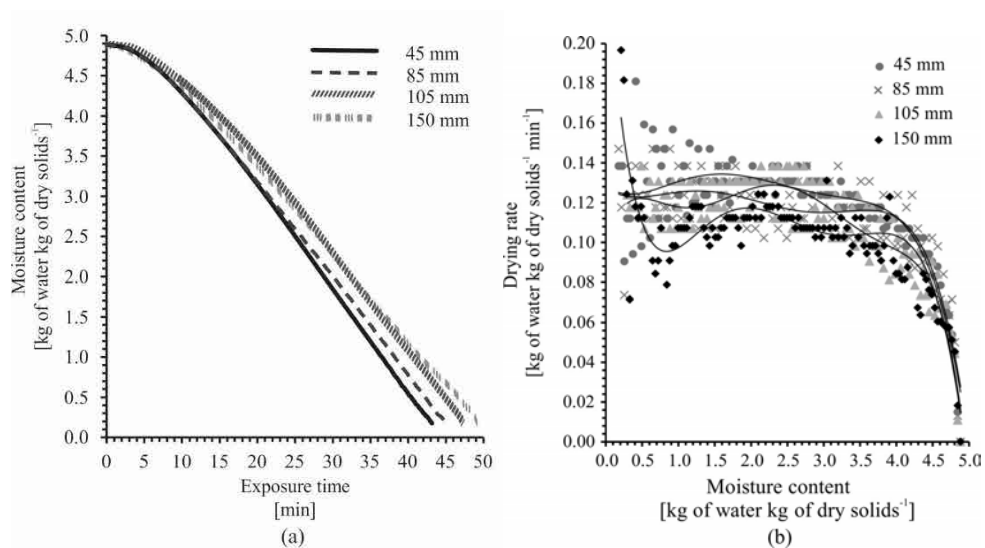 5.0
4.5
4.0
3.5
3.0
2.5
2.0
1.5
1.0
0.5
0.0
Moisture content
[kg of water kg of dry solids⁻¹]
45 mm
85 mm
105 mm
150 mm
0 5 10 15 20 25 30 35 40 45 50
Exposure time
[min]
(a)
0.20
0.18
0.16
0.14
0.12
0.10
0.08
0.06
0.04
0.02
0.00
Drying rate
[kg of water kg of dry solids⁻¹ min⁻¹]
45 mm
85 mm
105 mm
150 mm
0.0 0.5 1.0 1.5 2.0 2.5 3.0 3.5 4.0 4.5 5.0
Moisture content
[kg of water kg of dry solids⁻¹]
(b)